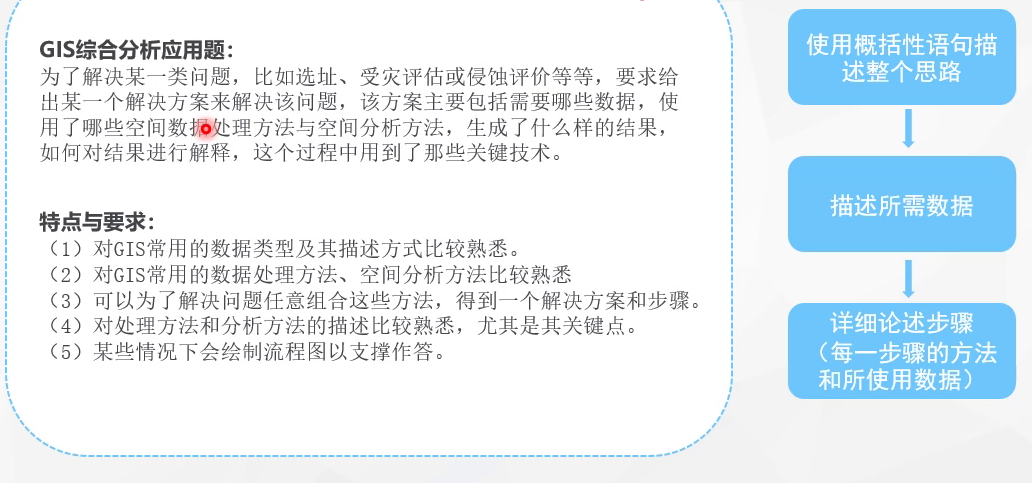 GIS综合分析应用题：
为了解决某一类问题，比如选址、受灾评估或侵蚀评价等等，要求给
出某一个解决方案来解决该问题，该方案主要包括需要哪些数据，使
用了哪些空间数据处理方法与空间分析方法，生成了什么样的结果，
如何对结果进行解释，这个过程中用到了那些关键技术。
特点与要求：
（1）对GIS常用的数据类型及其描述方式比较熟悉。
（2）对GIS常用的数据处理方法、空间分析方法比较熟悉
（3）可以为了解决问题任意组合这些方法，得到一个解决方案和步骤。
（4）对处理方法和分析方法的描述比较熟悉，尤其是其关键点。
（5）某些情况下会绘制流程图以支撑作答。
使用概括性语句描
述整个思路
描述所需数据
详细论述步骤
（每一步骤的方法
和所使用数据）